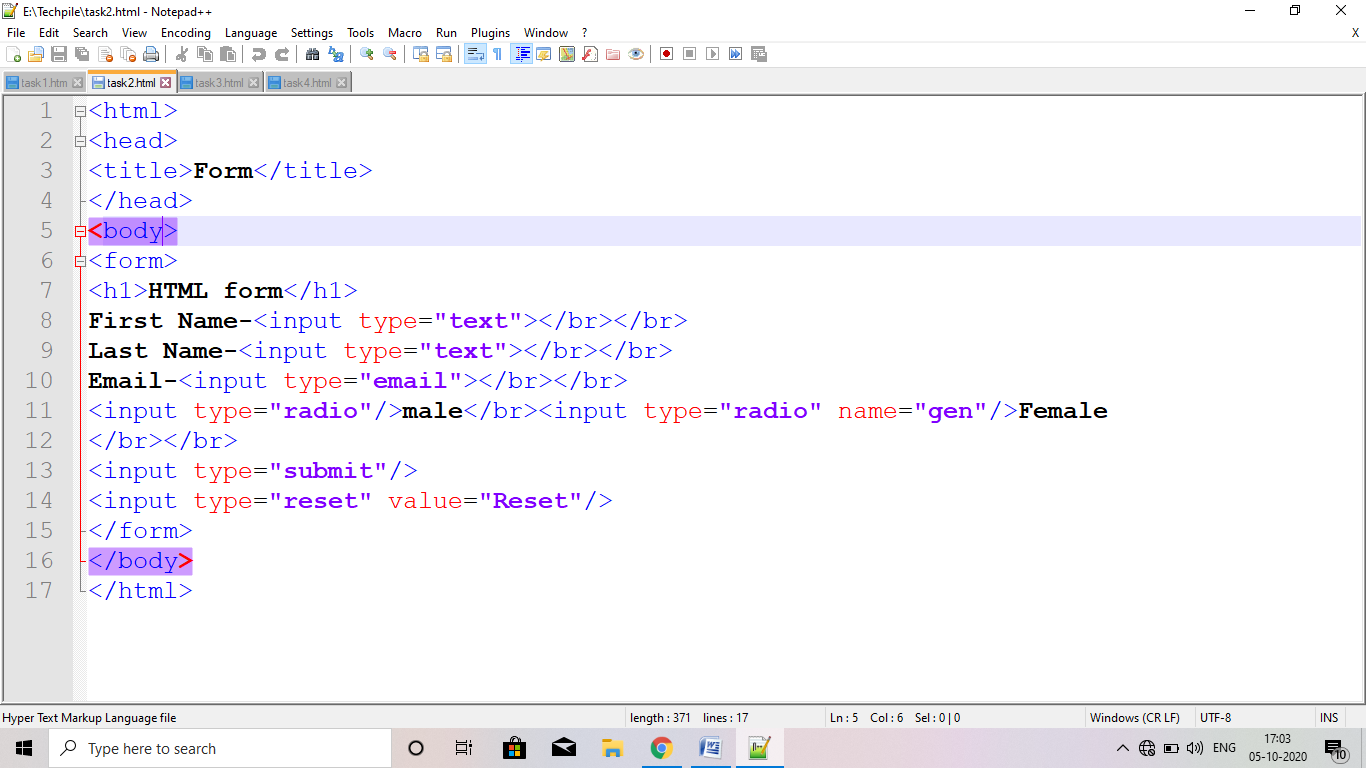 E:\Techpile\task2.html - Notepad++
File Edit Search View Encoding Language Settings Tools Macro Run Plugins Window ? X
task1.htm task2.html task3.html task4.html
1 <html>
2 <head>
3 <title>Form</title>
4 </head>
5 <body>
6 <form>
7 <h1>HTML form</h1>
8 First Name-<input type="text"></br></br>
9 Last Name-<input type="text"></br></br>
10 Email-<input type="email"></br></br>
11 <input type="radio"/>male</br><input type="radio" name="gen"/>Female
12 </br></br>
13 <input type="submit"/>
14 <input type="reset" value="Reset"/>
15 </form>
16 </body>
17 </html>
Hyper Text Markup Language file length : 371 lines : 17 Ln : 5 Col : 6 Sel : 0 | 0 Windows (CR LF) UTF-8 INS
Type here to search ENG 17:03
05-10-2020 10